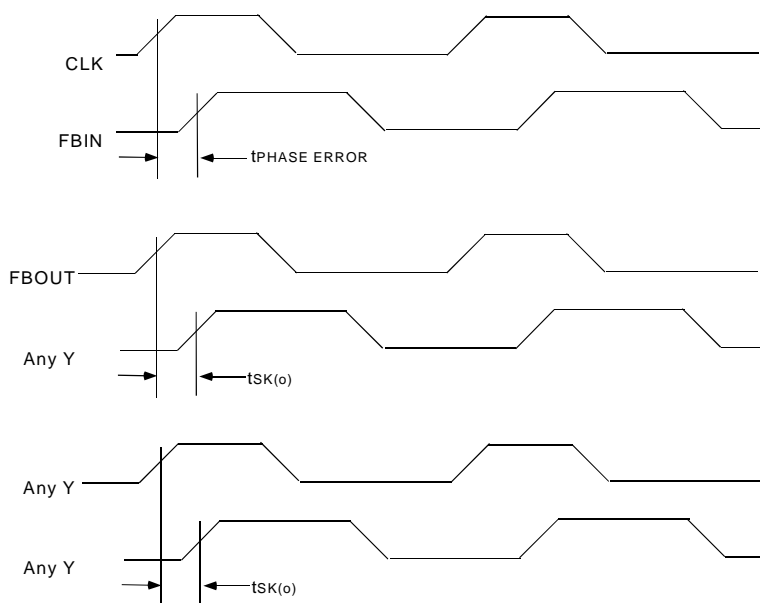 CLK
FBIN
tPHASE ERROR
FBOUT
Any Y
tSK(o)
Any Y
Any Y
tSK(o)